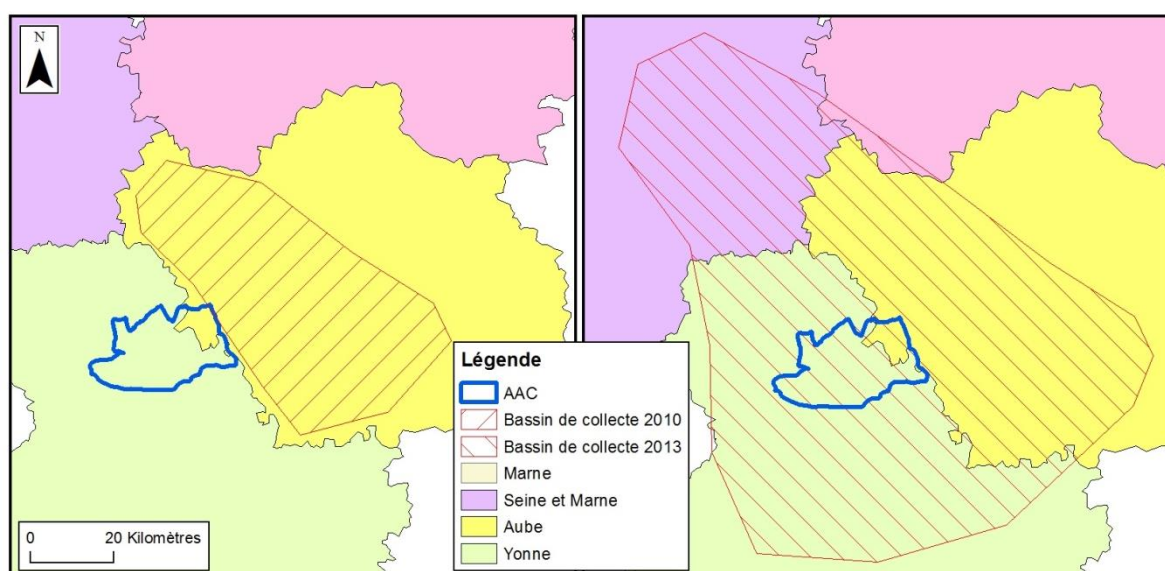 N
Légende
AAC
Bassin de collecte 2010
Bassin de collecte 2013
Marne
Seine et Marne
Aube
Yonne
0 20 Kilomètres